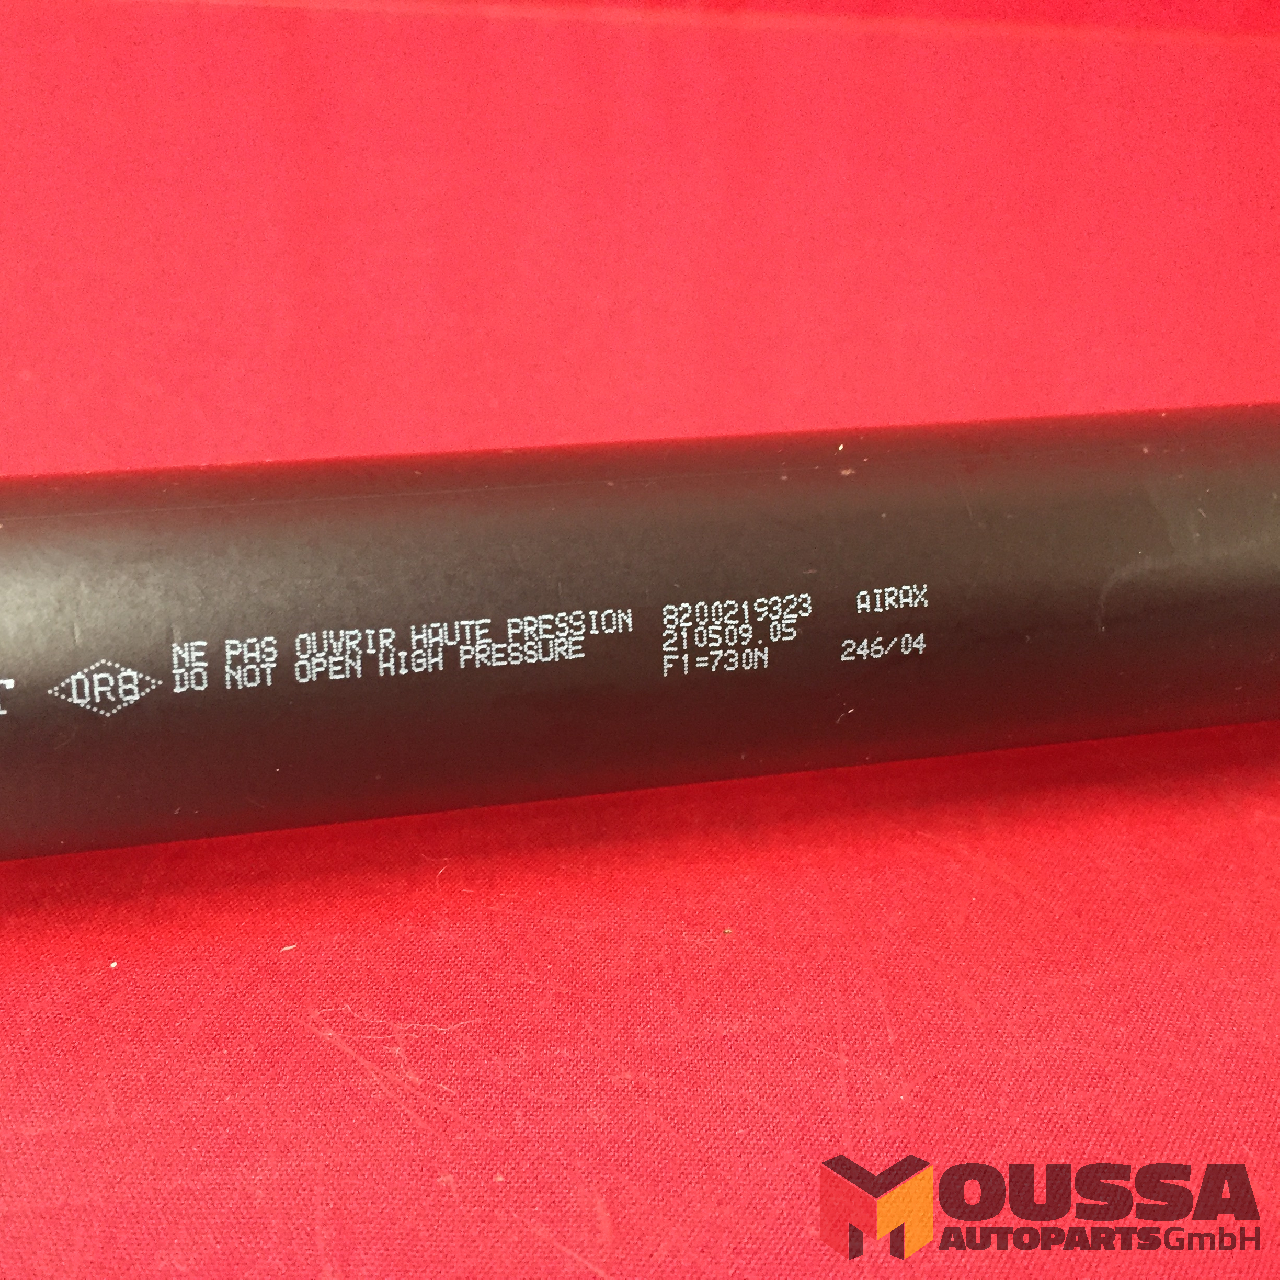 DR8
NE PAS OUVRIR.HAUTE PRESSION
DO NOT OPEN HIGH PRESSURE
8200219323
210509.05
F1=730N
AIRAX
246/04
MOUSSA
AUTOPARTSGmbH